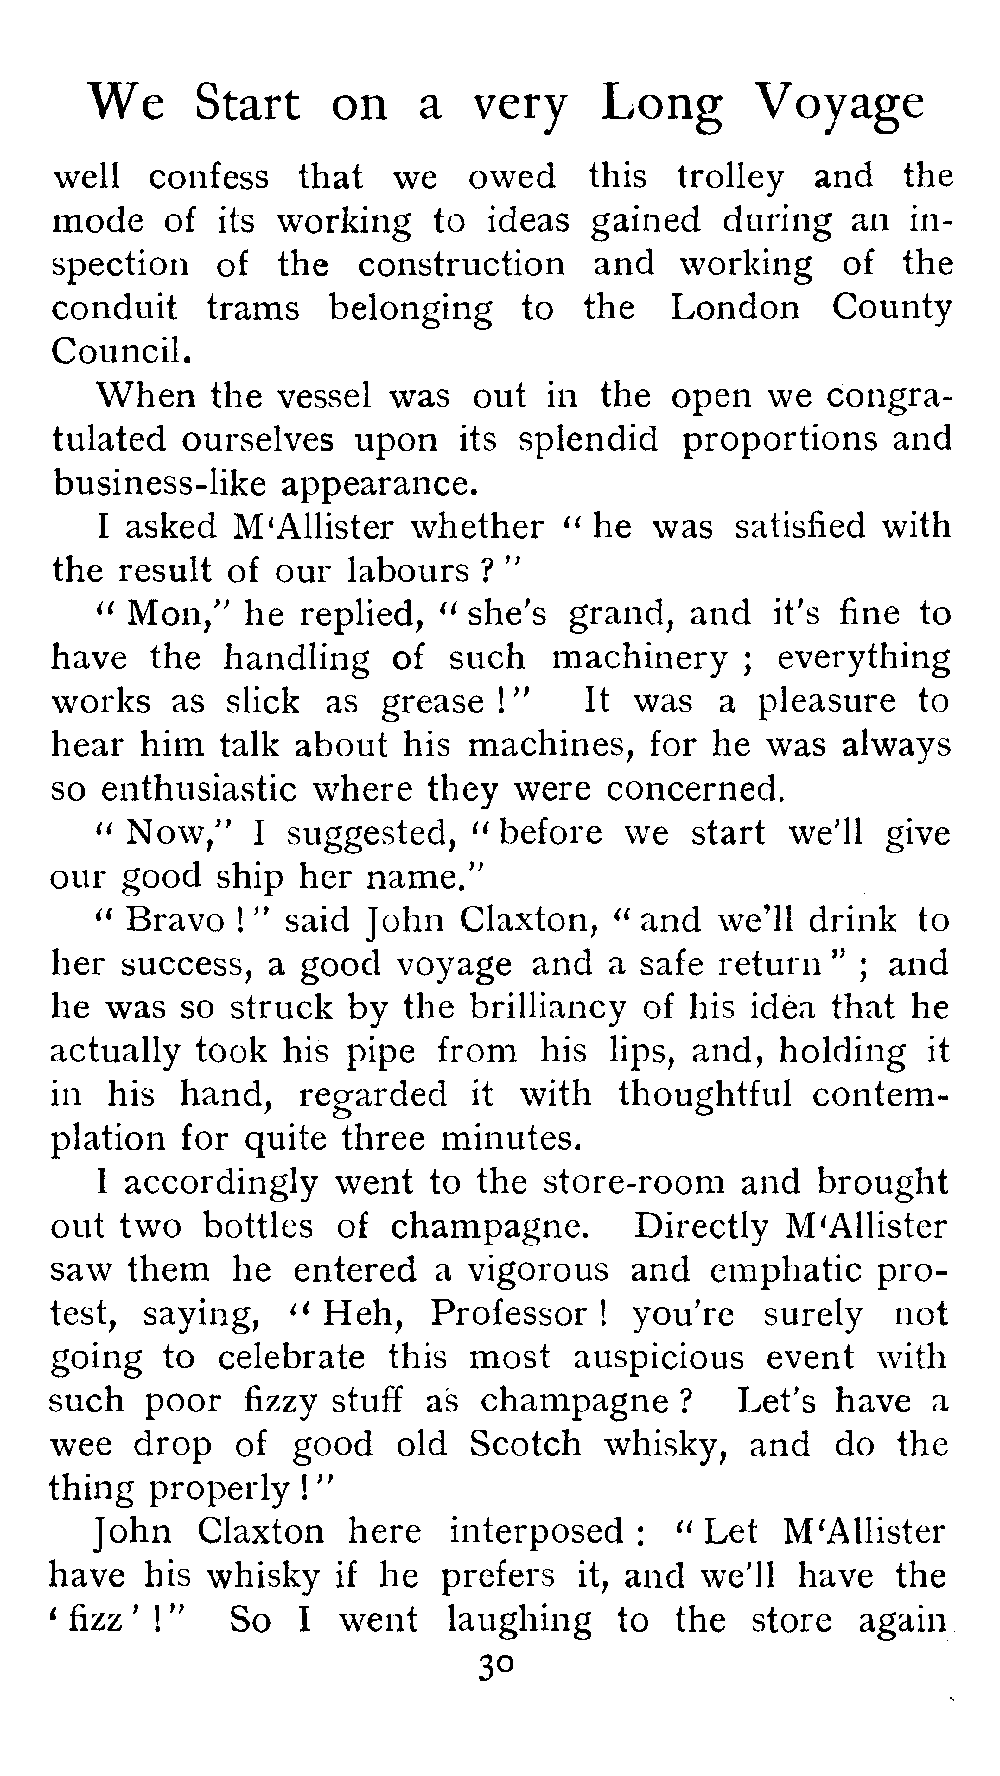 We Start on a very Long Voyage
well confess that we owed this trolley and the
mode of its working to ideas gained during an in-
spection of the construction and working of the
conduit trams belonging to the London County
Council.
When the vessel was out in the open we congra-
tulated ourselves upon its splendid proportions and
business-like appearance.
I asked M‘Allister whether “ he was satisfied with
the result of our labours ? ”
“ Mon,” he replied, “ she's grand, and it's fine to
have the handling of such machinery ; everything
works as slick as grease ! ” It was a pleasure to
hear him talk about his machines, for he was always
so enthusiastic where they were concerned.
“ Now,” I suggested, “ before we start we'll give
our good ship her name.”
“ Bravo ! ” said John Claxton, “ and we'll drink to
her success, a good voyage and a safe return ” ; and
he was so struck by the brilliancy of his idea that he
actually took his pipe from his lips, and, holding it
in his hand, regarded it with thoughtful contem-
plation for quite three minutes.
I accordingly went to the store-room and brought
out two bottles of champagne. Directly M‘Allister
saw them he entered a vigorous and emphatic pro-
test, saying, “ Heh, Professor ! you're surely not
going to celebrate this most auspicious event with
such poor fizzy stuff as champagne ? Let's have a
wee drop of good old Scotch whisky, and do the
thing properly ! ”
John Claxton here interposed : “ Let M‘Allister
have his whisky if he prefers it, and we'll have the
‘ fizz ’ ! ” So I went laughing to the store again
30